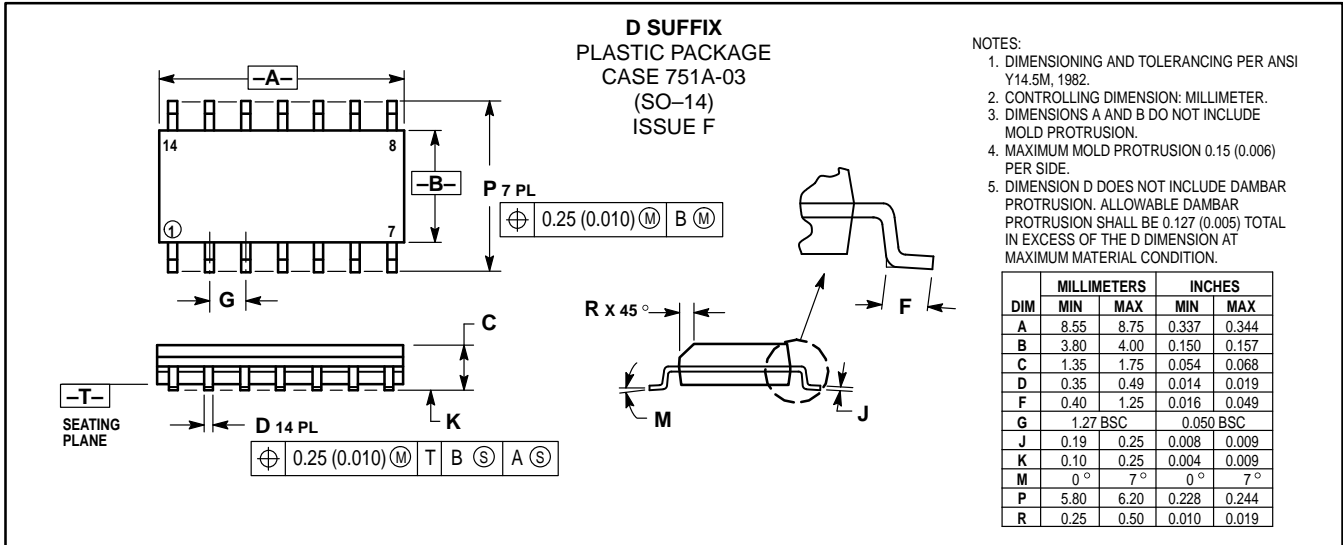 D SUFFIX
PLASTIC PACKAGE
CASE 751A-03
(SO–14)
ISSUE F
–A–
14
8
–B–
P 7 PL
⌖ 0.25 (0.010) Ⓜ B Ⓜ
1
7
G
C
–T–
SEATING
PLANE
D 14 PL
K
⌖ 0.25 (0.010) Ⓜ T B Ⓢ A Ⓢ
R X 45 °
M
J
F
NOTES:
1. DIMENSIONING AND TOLERANCING PER ANSI
Y14.5M, 1982.
2. CONTROLLING DIMENSION: MILLIMETER.
3. DIMENSIONS A AND B DO NOT INCLUDE
MOLD PROTRUSION.
4. MAXIMUM MOLD PROTRUSION 0.15 (0.006)
PER SIDE.
5. DIMENSION D DOES NOT INCLUDE DAMBAR
PROTRUSION. ALLOWABLE DAMBAR
PROTRUSION SHALL BE 0.127 (0.005) TOTAL
IN EXCESS OF THE D DIMENSION AT
MAXIMUM MATERIAL CONDITION.
MILLIMETERS INCHES
DIM MIN MAX MIN MAX
A 8.55 8.75 0.337 0.344
B 3.80 4.00 0.150 0.157
C 1.35 1.75 0.054 0.068
D 0.35 0.49 0.014 0.019
F 0.40 1.25 0.016 0.049
G 1.27 BSC 0.050 BSC
J 0.19 0.25 0.008 0.009
K 0.10 0.25 0.004 0.009
M 0 ° 7 ° 0 ° 7 °
P 5.80 6.20 0.228 0.244
R 0.25 0.50 0.010 0.019